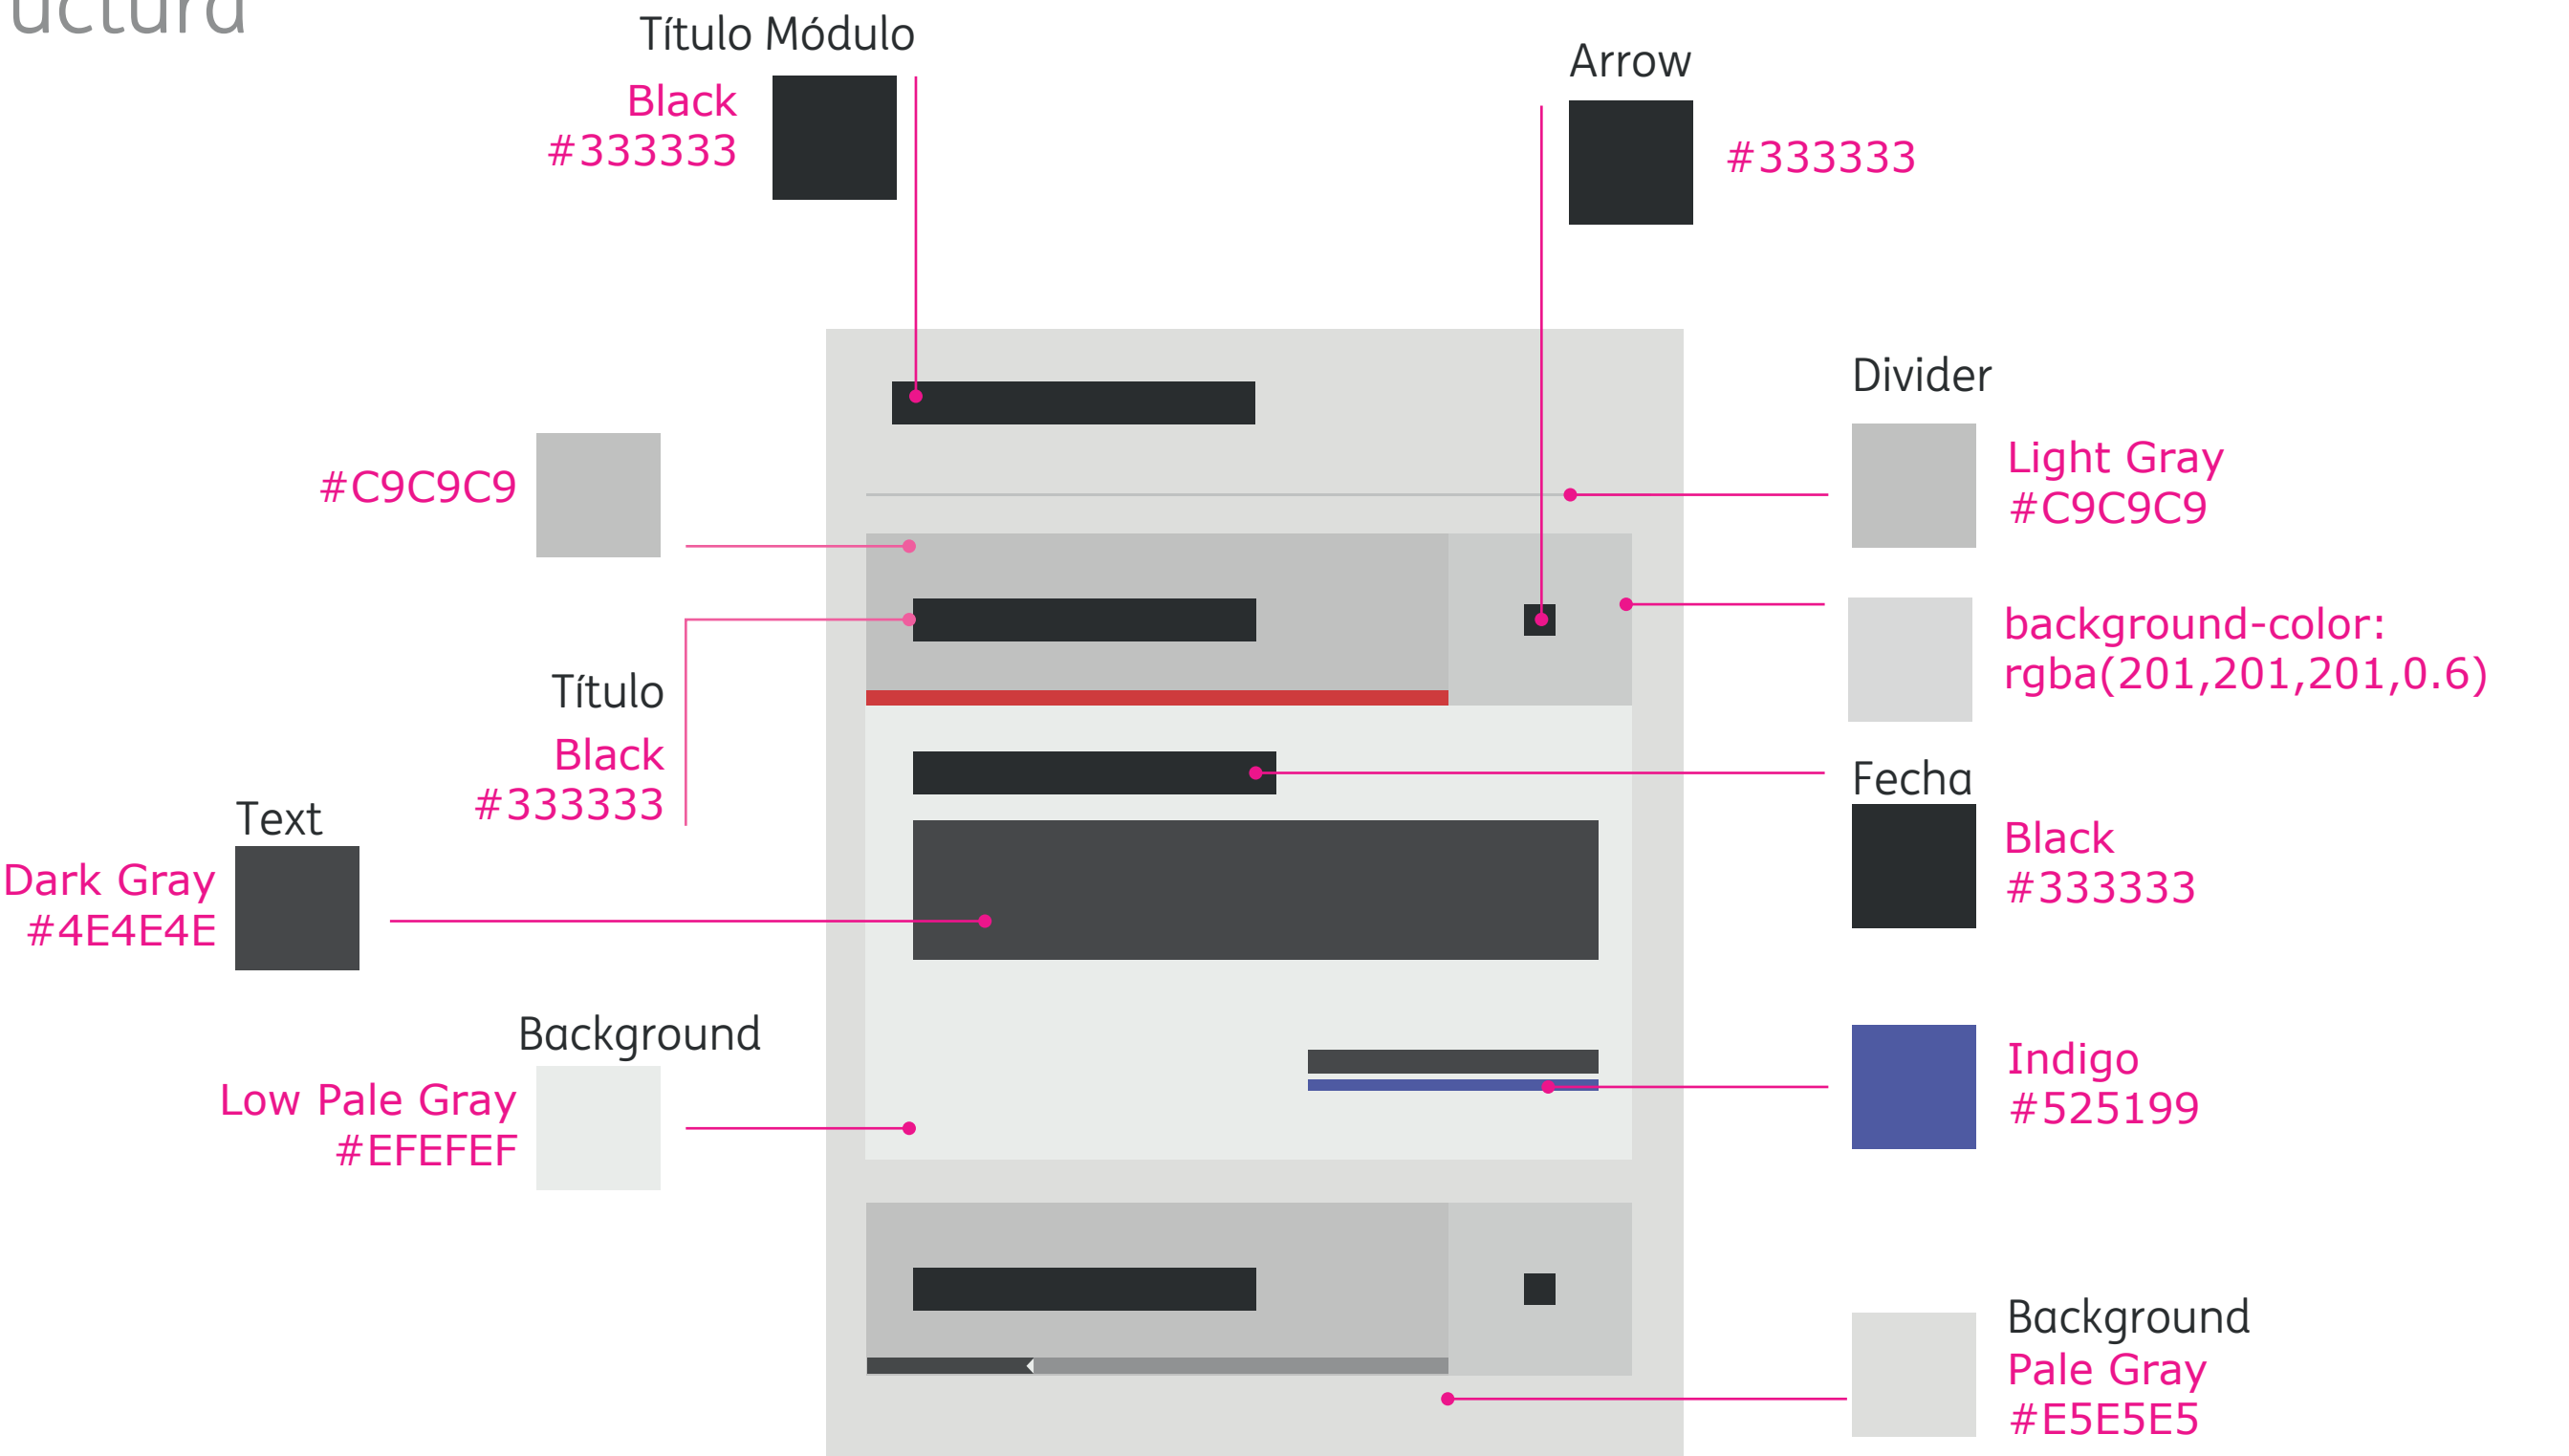 Título Módulo
Black
#333333
Arrow
#333333
Divider
Light Gray
#C9C9C9
#C9C9C9
background-color:
rgba(201,201,201,0.6)
Título
Black
#333333
Fecha
Black
#333333
Text
Dark Gray
#4E4E4E
Background
Low Pale Gray
#EFEFEF
Indigo
#525199
Background
Pale Gray
#E5E5E5